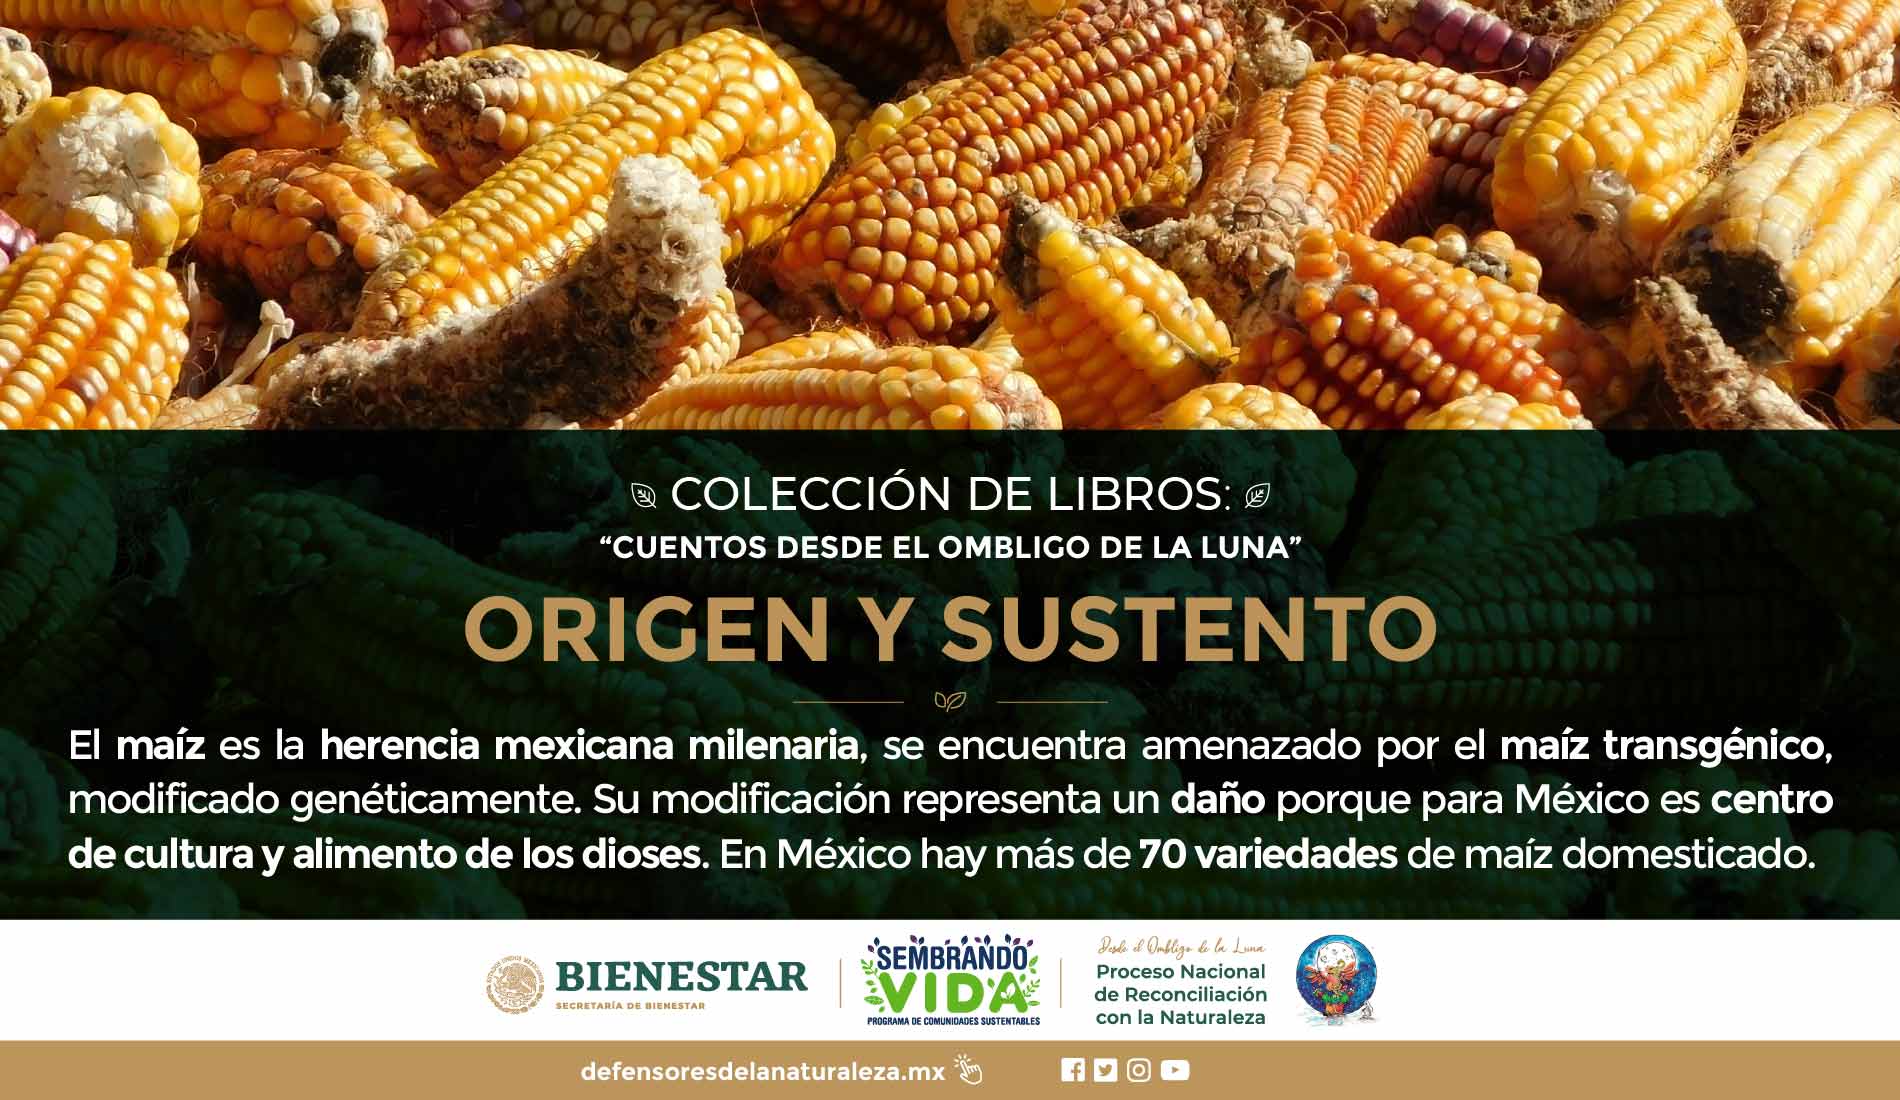 COLECCIÓN DE LIBROS:
“CUENTOS DESDE EL OMBLIGO DE LA LUNA”
ORIGEN Y SUSTENTO
El maíz es la herencia mexicana milenaria, se encuentra amenazado por el maíz transgénico,
modificado genéticamente. Su modificación representa un daño porque para México es centro
de cultura y alimento de los dioses. En México hay más de 70 variedades de maíz domesticado.
BIENESTAR
SECRETARÍA DE BIENESTAR
SEMBRANDO
VIDA
PROGRAMA DE COMUNIDADES SUSTENTABLES
Desde el Ombligo de la Luna
Proceso Nacional
de Reconciliación
con la Naturaleza
defensoresdelanaturaleza.mx